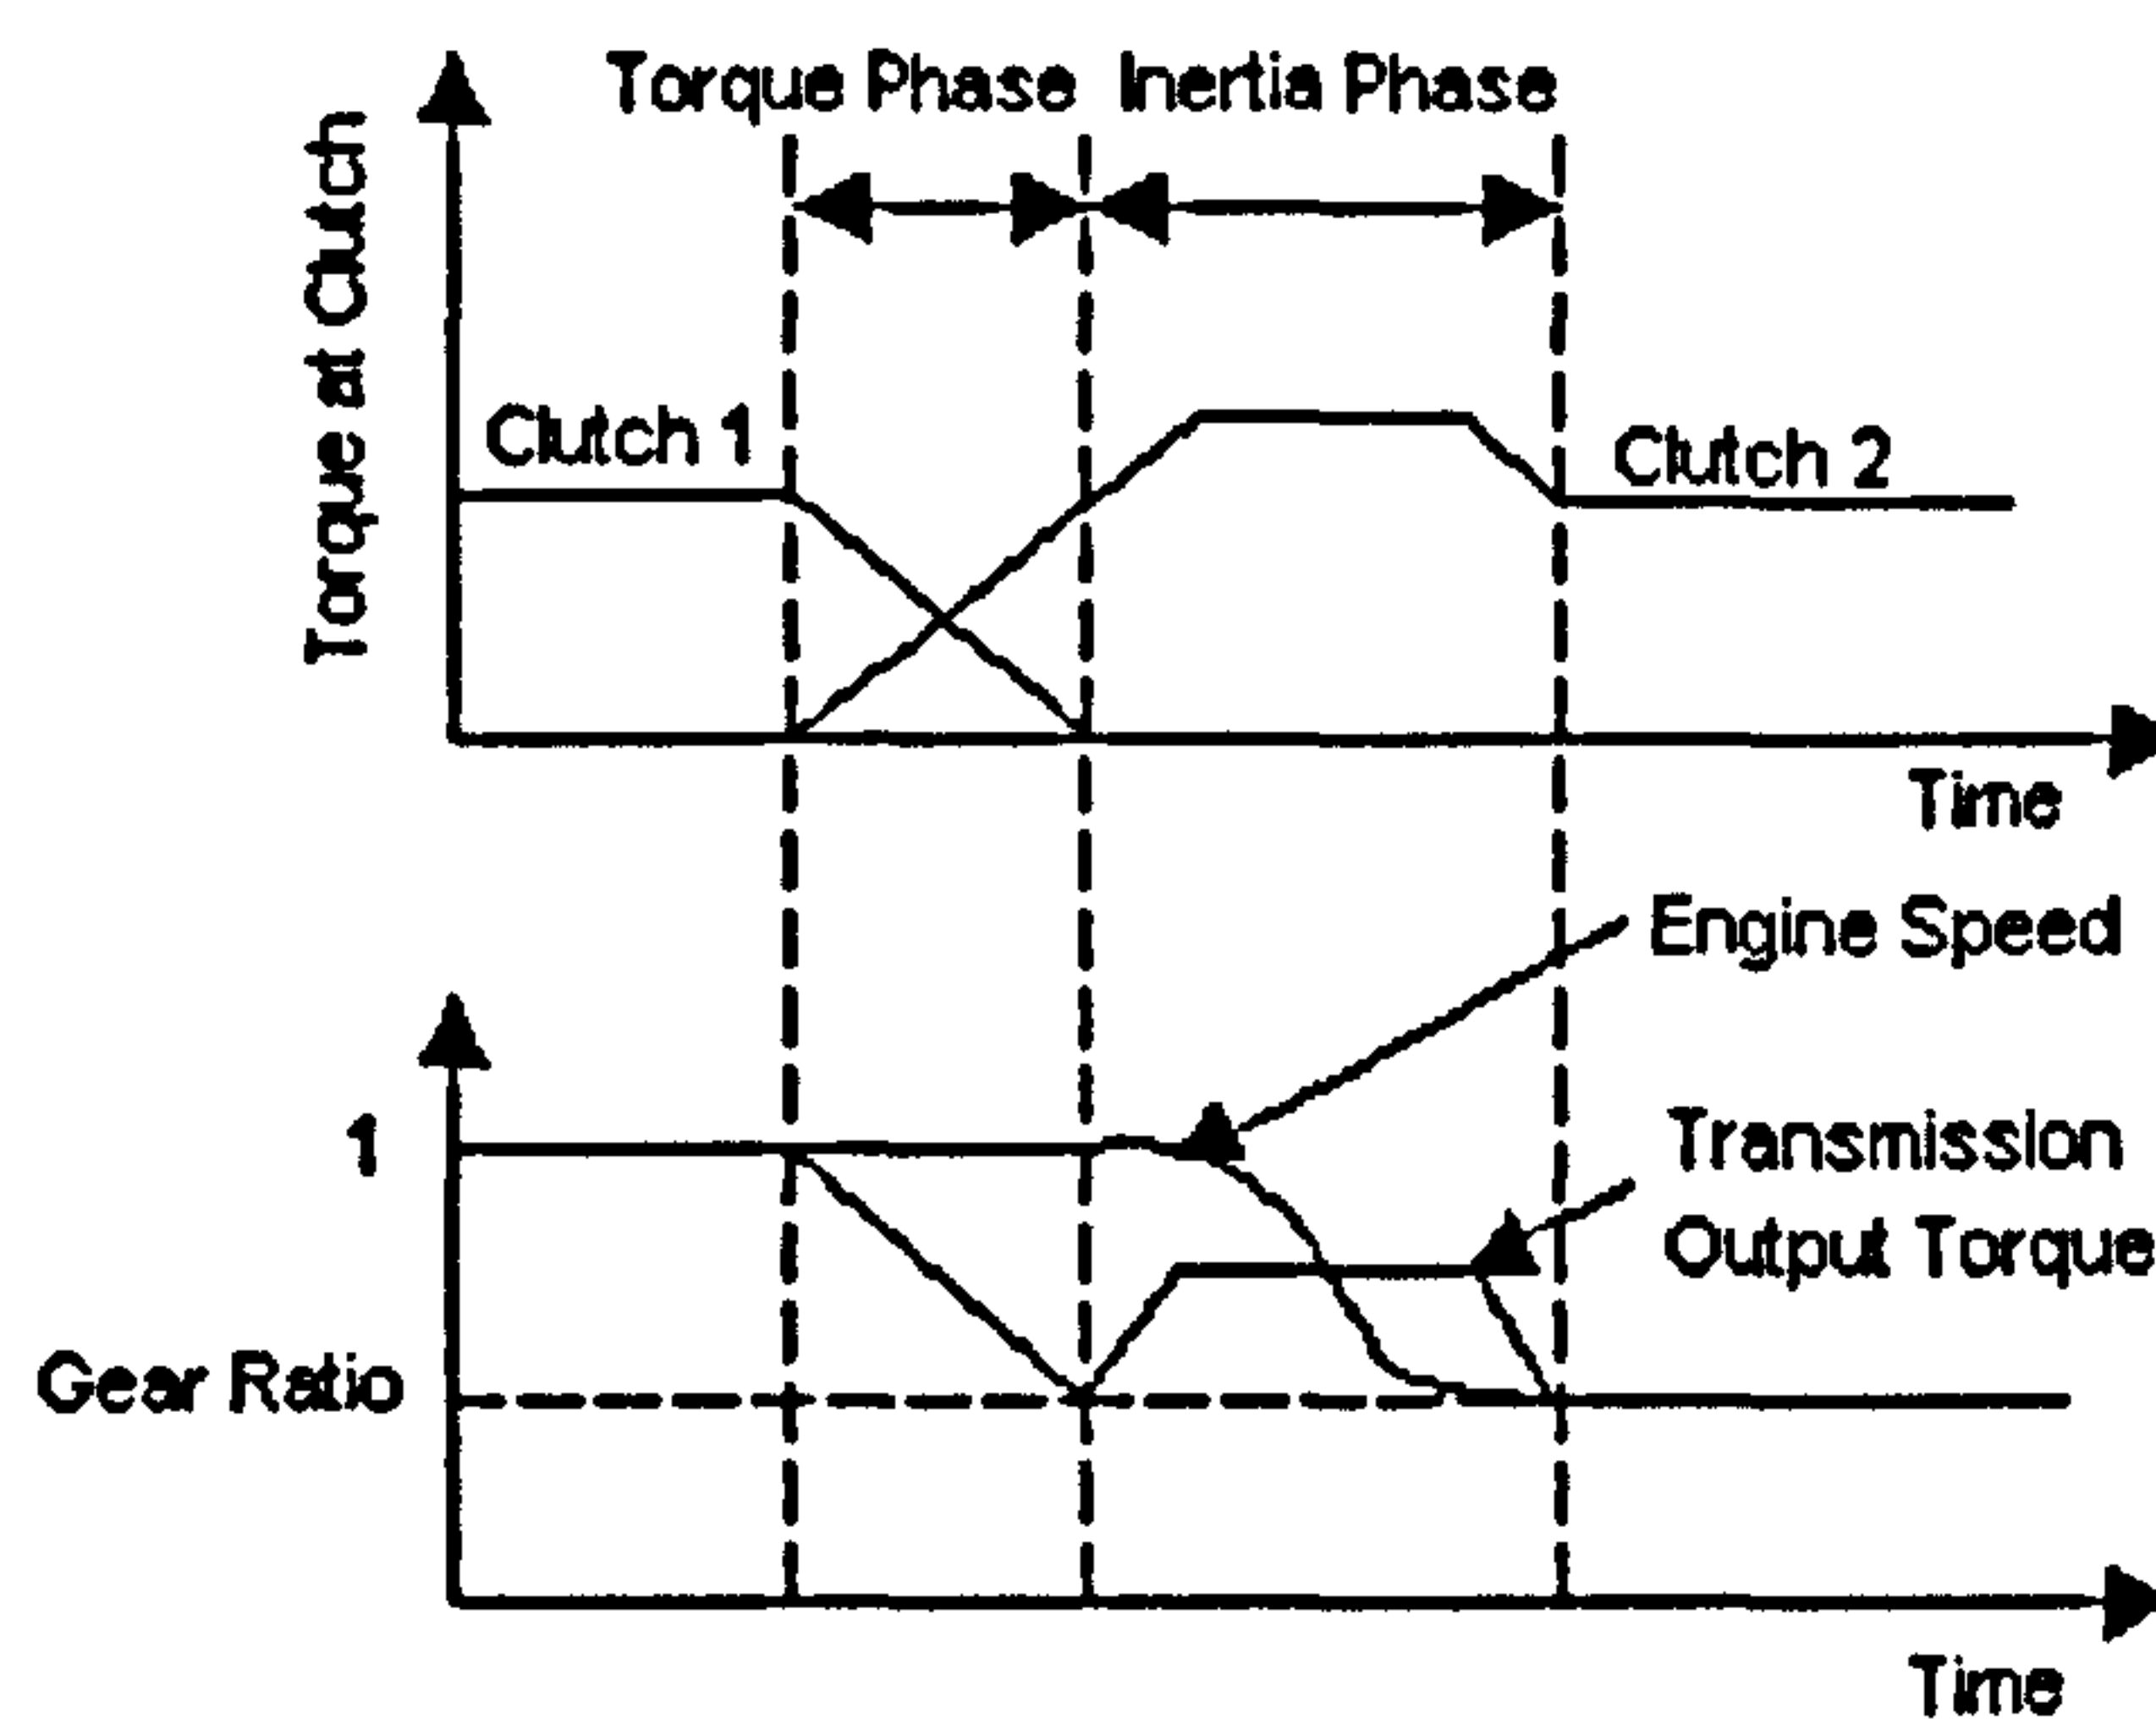 Torque Phase Inertia Phase
Torque at Clutch
Clutch 1
Clutch 2
Time
Engine Speed
1
Transmission
Output Torque
Gear Ratio
Time